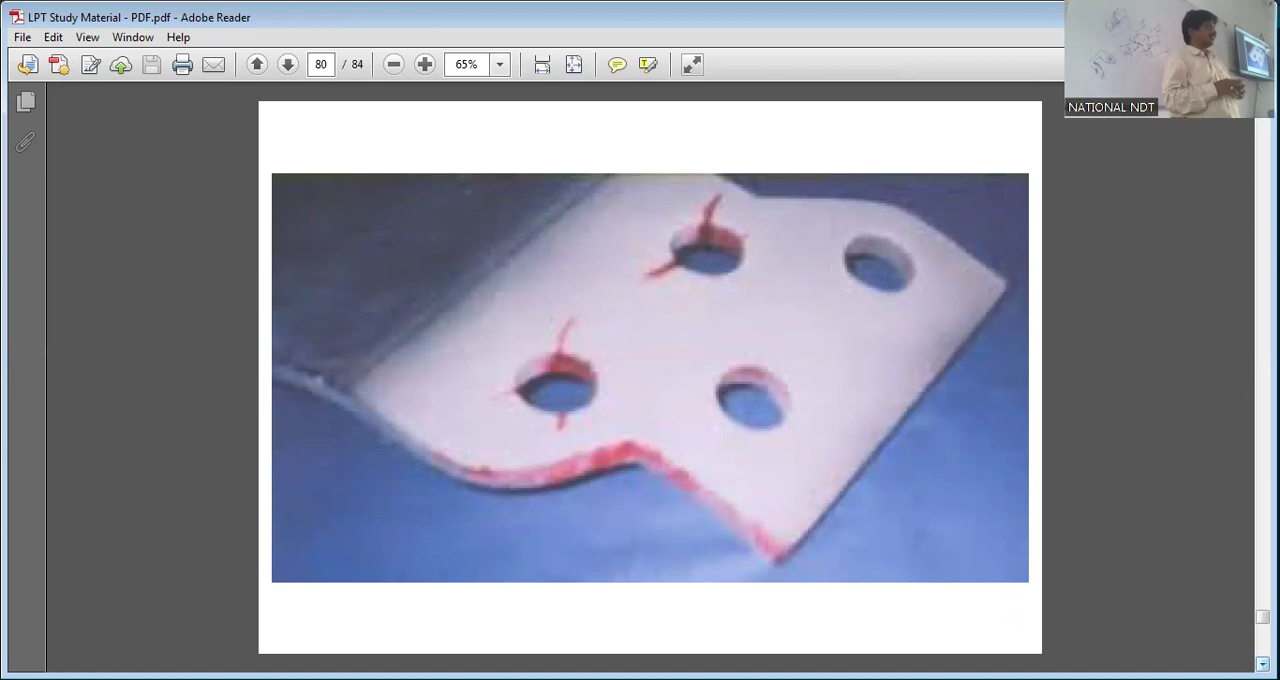 LPT Study Material - PDF.pdf - Adobe Reader
File Edit View Window Help
80 / 84 65%
NATIONAL NDT